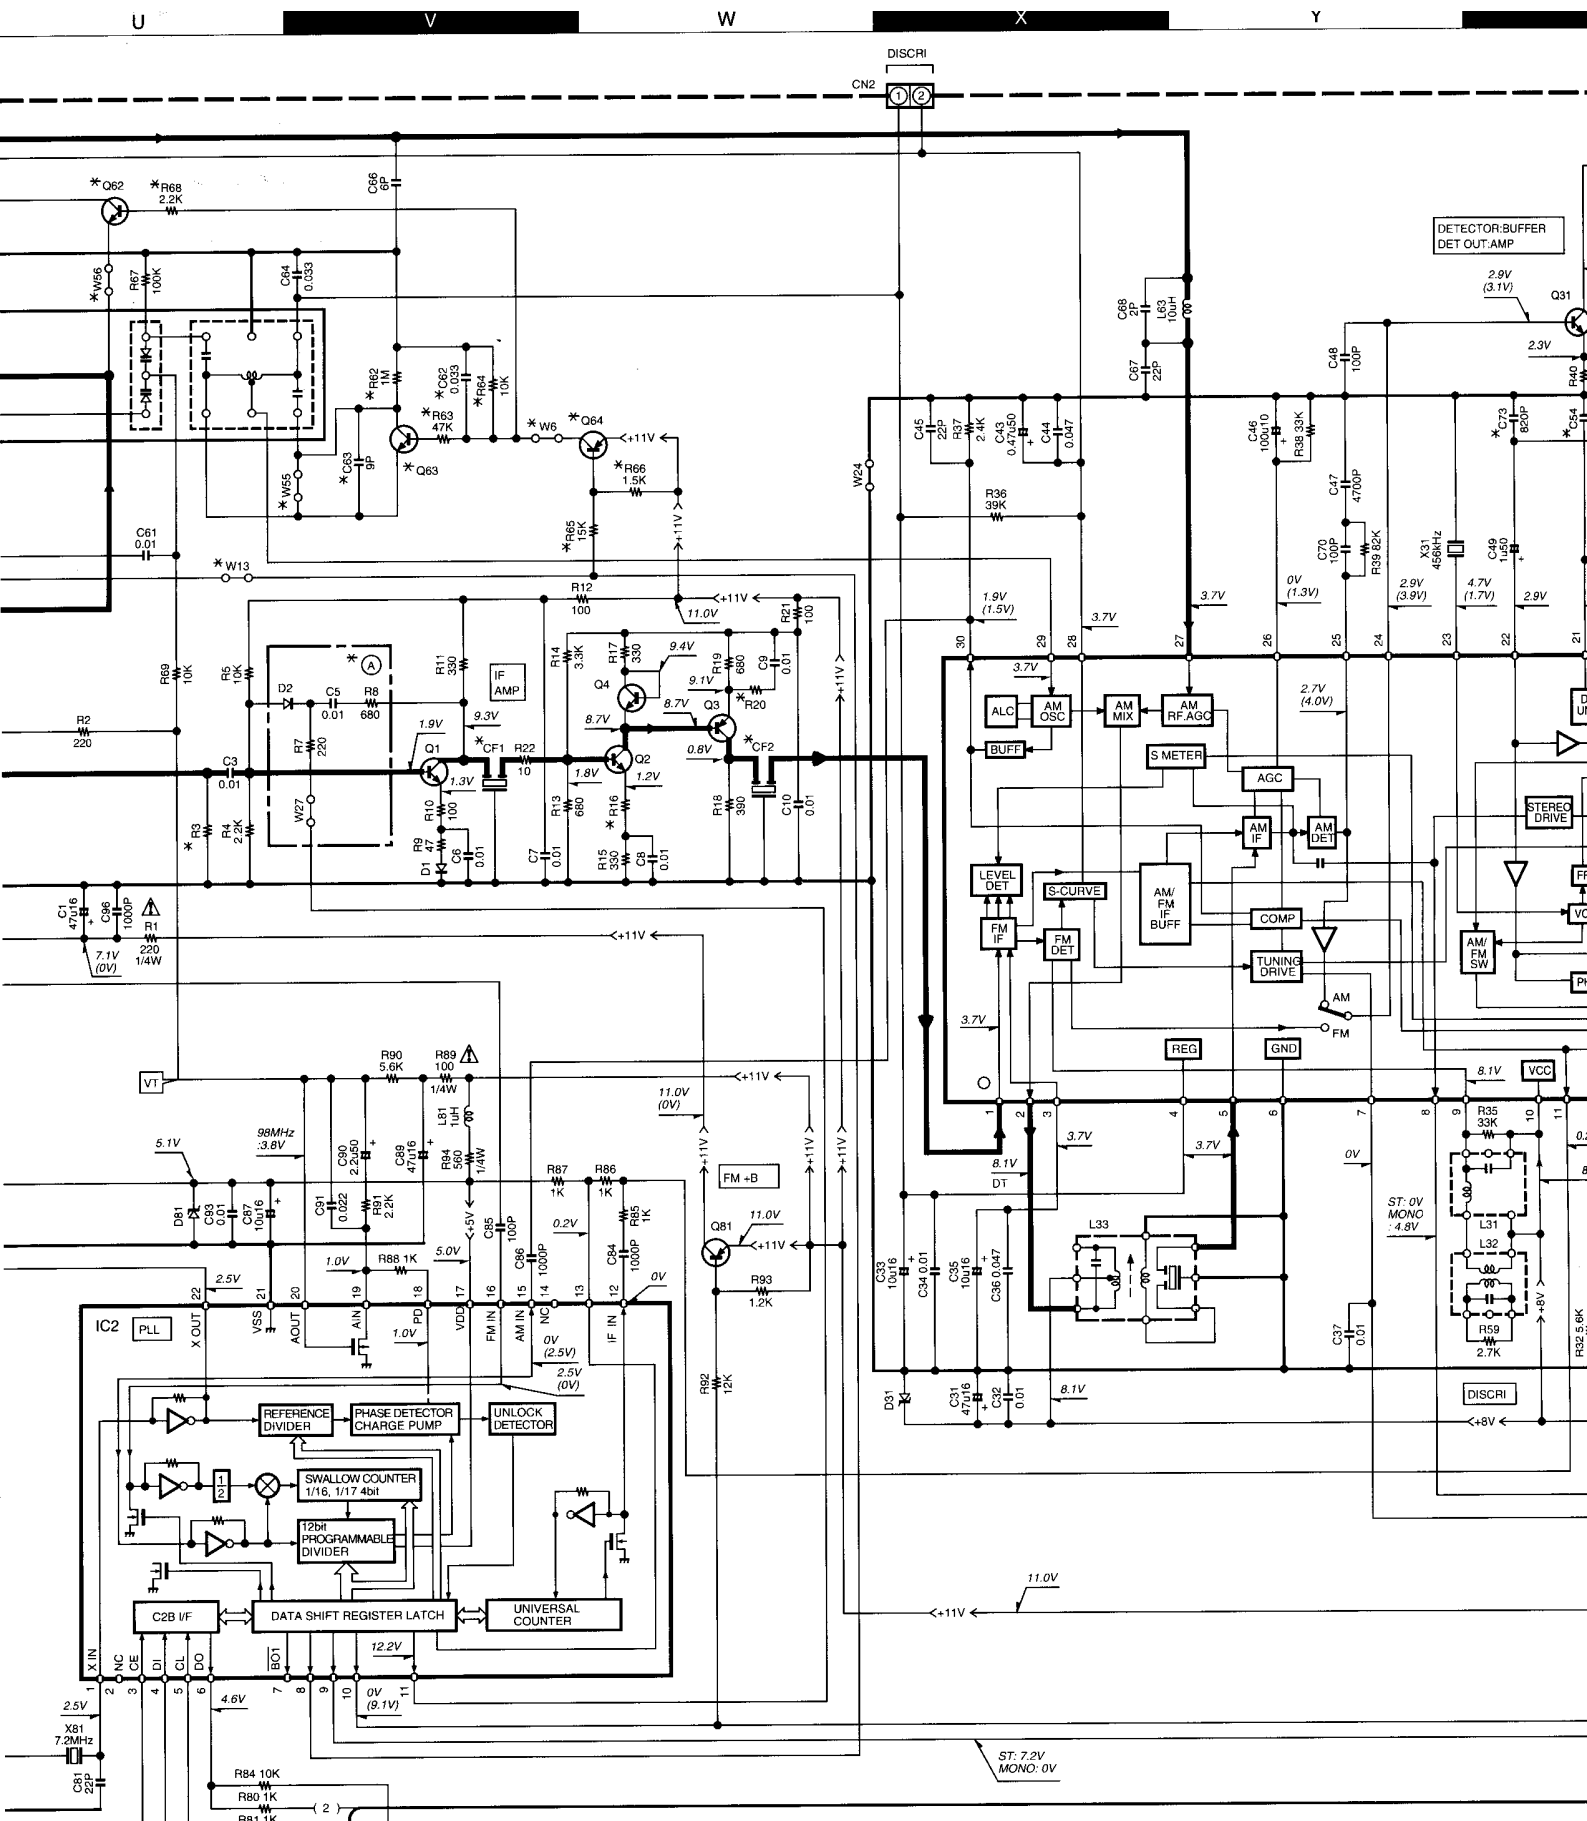 U V W X Y
DISCRI
CN2
1 2
*Q62
*R68
2.2K
C66
6P
*W56
R67
100K
C64
0.033
DETECTOR:BUFFER
DET OUT:AMP
2.9V
(3.1V)
Q31
2.3V
R40
C68
2P
L63
10uH
C67
22P
C48
100P
*R62
1M
*C62
0.033
*R64
10K
*R63
47K
*W6
*Q64
+11V
*Q63
*C63
9P
*W55
*R66
1.5K
*R65
15K
+11V
W24
C45
22P
R37
2.4K
C43
0.47u50
+
C44
0.047
R36
39K
C46
100u10
+
R38 33K
C47
4700P
C70
100P
R39 82K
X31
456kHz
*C73
820P
*C54
C49
1u50
+
C61
0.01
*W13
R12
100
+11V
11.0V
R21
100
1.9V
(1.5V)
3.7V
3.7V
0V
(1.3V)
2.9V
(3.9V)
4.7V
(1.7V)
2.9V
30 29 28 27 26 25 24 23 22 21
R69
10K
R5
10K
*A
D2
C5
0.01
R8
680
R7
220
W27
R11
330
IF
AMP
R14
3.3K
R17
330
9.4V
R19
680
C9
0.01
9.1V
*R20
Q4
Q3
8.7V
8.7V
+11V
R2
220
C3
0.01
1.9V
9.3V
Q1
*CF1
R22
10
1.3V
1.8V
Q2
1.2V
0.8V
*CF2
R3
*
R4
2.2K
R10
100
R9
47
D1
C6
0.01
C7
0.01
R13
680
*R16
R15
330
C8
0.01
R18
390
C10
0.01
3.7V
ALC
AM
OSC
AM
MIX
AM
RF.AGC
BUFF
S METER
2.7V
(4.0V)
AGC
AM
IF
AM
DET
STEREO
DRIVE
LEVEL
DET
S-CURVE
FM
IF
FM
DET
AM/
FM
IF
BUFF
COMP
TUNING
DRIVE
AM/
FM
SW
AM
FM
3.7V
REG
GND
VCC
8.1V
C1
47u16
+
C96
1000P
R1
220
1/4W
7.1V
(0V)
+11V
VT
R90
5.6K
R89
100
1/4W
L81
1uH
R94
560
1/4W
+11V
11.0V
(0V)
+11V
+11V
+11V
FM +B
98MHz
:3.8V
5.1V
C90
2.2u50
+
C89
47u16
+
D81
C93
0.01
C87
10u16
+
C91
0.022
R91
2.2K
+5V
C85
100P
R87
1K
R86
1K
R85
1K
C84
1000P
C86
1000P
0.2V
5.0V
1.0V
R88 1K
2.5V
0V
Q81
11.0V
+11V
R93
1.2K
R92
12K
1 2 3 4 5 6 7 8 9 10 11
3.7V
8.1V
DT
3.7V
0V
ST: 0V
MONO
: 4.8V
R35
33K
L31
L32
R59
2.7K
+8V
R32 5.6K
L33
C33
10u16
+
C34 0.01
C35
10u16
+
C36 0.047
C37
0.01
D31
C31
47u16
+
C32
0.01
8.1V
DISCRI
+8V
22 21 20 19 18 17 16 15 14 13 12
IC2
PLL
X OUT
VSS
AOUT
AIN
PD
VDD
FM IN
AM IN
NC
IF IN
1.0V
0V
(2.5V)
2.5V
(0V)
REFERENCE
DIVIDER
PHASE DETECTOR
CHARGE PUMP
UNLOCK
DETECTOR
1
2
SWALLOW COUNTER
1/16, 1/17 4bit
12bit
PROGRAMMABLE
DIVIDER
C2B I/F
DATA SHIFT REGISTER LATCH
UNIVERSAL
COUNTER
12.2V
X IN
NC
CE
DI
CL
DO
BO1
1 2 3 4 5 6 7 8 9 10 11
2.5V
4.6V
0V
(9.1V)
11.0V
+11V
X81
7.2MHz
C81
22P
R84 10K
R80 1K
R81 1K
( 2 )
ST: 7.2V
MONO: 0V